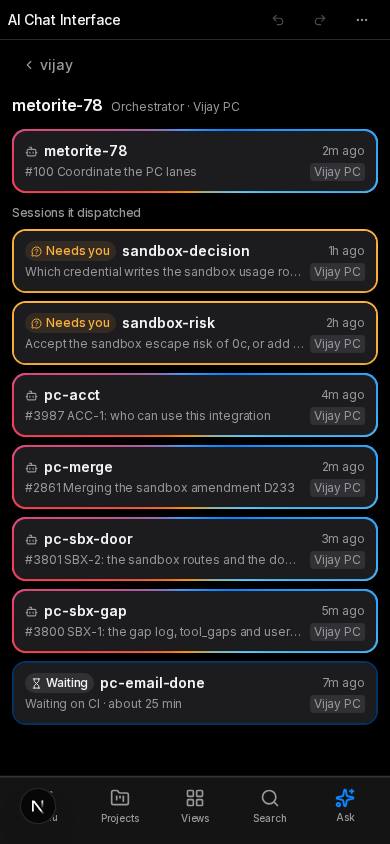 AI Chat Interface
vijay
metorite-78 Orchestrator · Vijay PC
metorite-78 2m ago
#100 Coordinate the PC lanes Vijay PC
Sessions it dispatched
Needs you sandbox-decision 1h ago
Which credential writes the sandbox usage ro... Vijay PC
Needs you sandbox-risk 2h ago
Accept the sandbox escape risk of 0c, or add ... Vijay PC
pc-acct 4m ago
#3987 ACC-1: who can use this integration Vijay PC
pc-merge 2m ago
#2861 Merging the sandbox amendment D233 Vijay PC
pc-sbx-door 3m ago
#3801 SBX-2: the sandbox routes and the do... Vijay PC
pc-sbx-gap 5m ago
#3800 SBX-1: the gap log, tool_gaps and user... Vijay PC
Waiting pc-email-done 7m ago
Waiting on CI · about 25 min Vijay PC
N Projects Views Search Ask